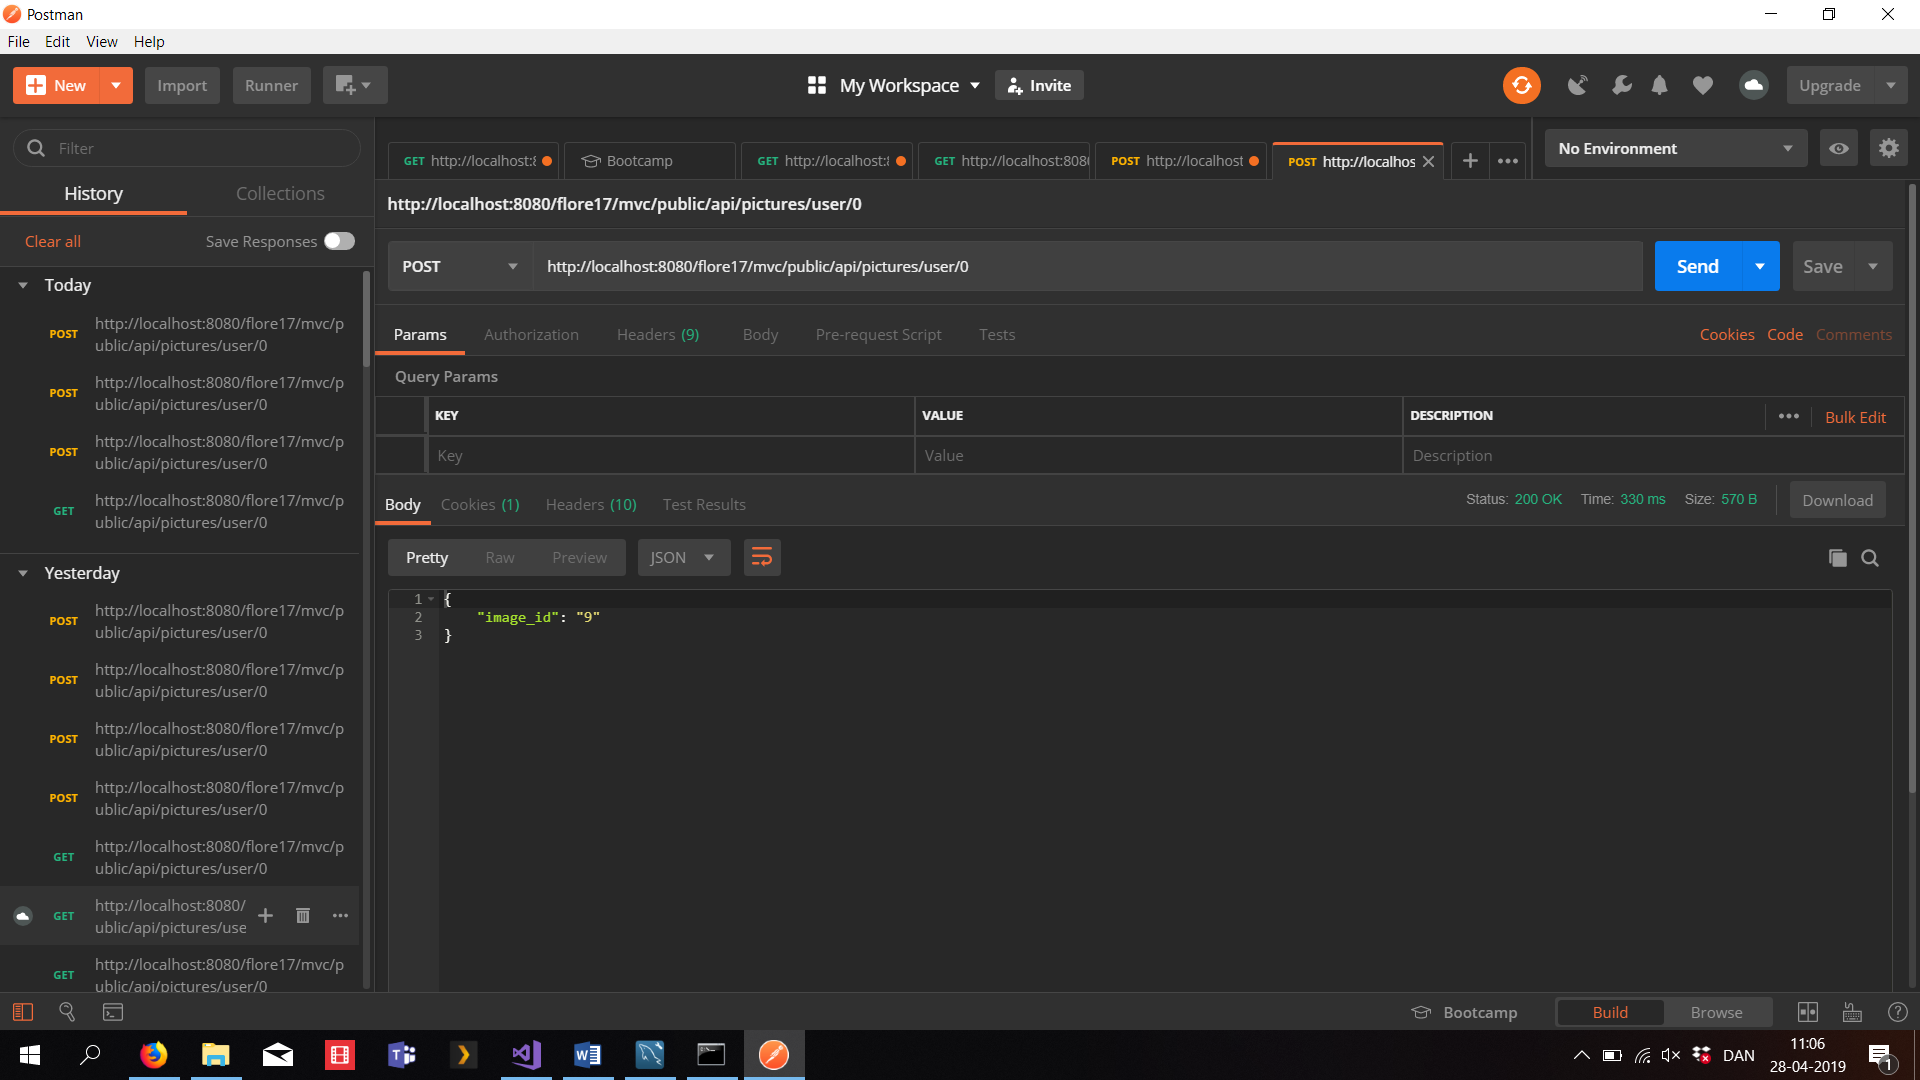 Postman
File Edit View Help
New Import Runner My Workspace Invite Upgrade
Filter
History Collections
Clear all Save Responses
Today
POST http://localhost:8080/flore17/mvc/p
ublic/api/pictures/user/0
POST http://localhost:8080/flore17/mvc/p
ublic/api/pictures/user/0
POST http://localhost:8080/flore17/mvc/p
ublic/api/pictures/user/0
GET http://localhost:8080/flore17/mvc/p
ublic/api/pictures/user/0
Yesterday
POST http://localhost:8080/flore17/mvc/p
ublic/api/pictures/user/0
POST http://localhost:8080/flore17/mvc/p
ublic/api/pictures/user/0
POST http://localhost:8080/flore17/mvc/p
ublic/api/pictures/user/0
POST http://localhost:8080/flore17/mvc/p
ublic/api/pictures/user/0
GET http://localhost:8080/flore17/mvc/p
ublic/api/pictures/user/0
GET http://localhost:8080/
ublic/api/pictures/use
GET http://localhost:8080/flore17/mvc/p
ublic/api/pictures/user/0
GET http://localhost:8 Bootcamp GET http://localhost: GET http://localhost:808 POST http://localhost POST http://localhos
No Environment
http://localhost:8080/flore17/mvc/public/api/pictures/user/0
POST http://localhost:8080/flore17/mvc/public/api/pictures/user/0 Send Save
Params Authorization Headers (9) Body Pre-request Script Tests Cookies Code Comments
Query Params
KEY VALUE DESCRIPTION Bulk Edit
Key Value Description
Body Cookies (1) Headers (10) Test Results Status: 200 OK Time: 330 ms Size: 570 B Download
Pretty Raw Preview JSON
1 {
2 "image_id": "9"
3 }
Bootcamp Build Browse
DAN 11:06
28-04-2019
1